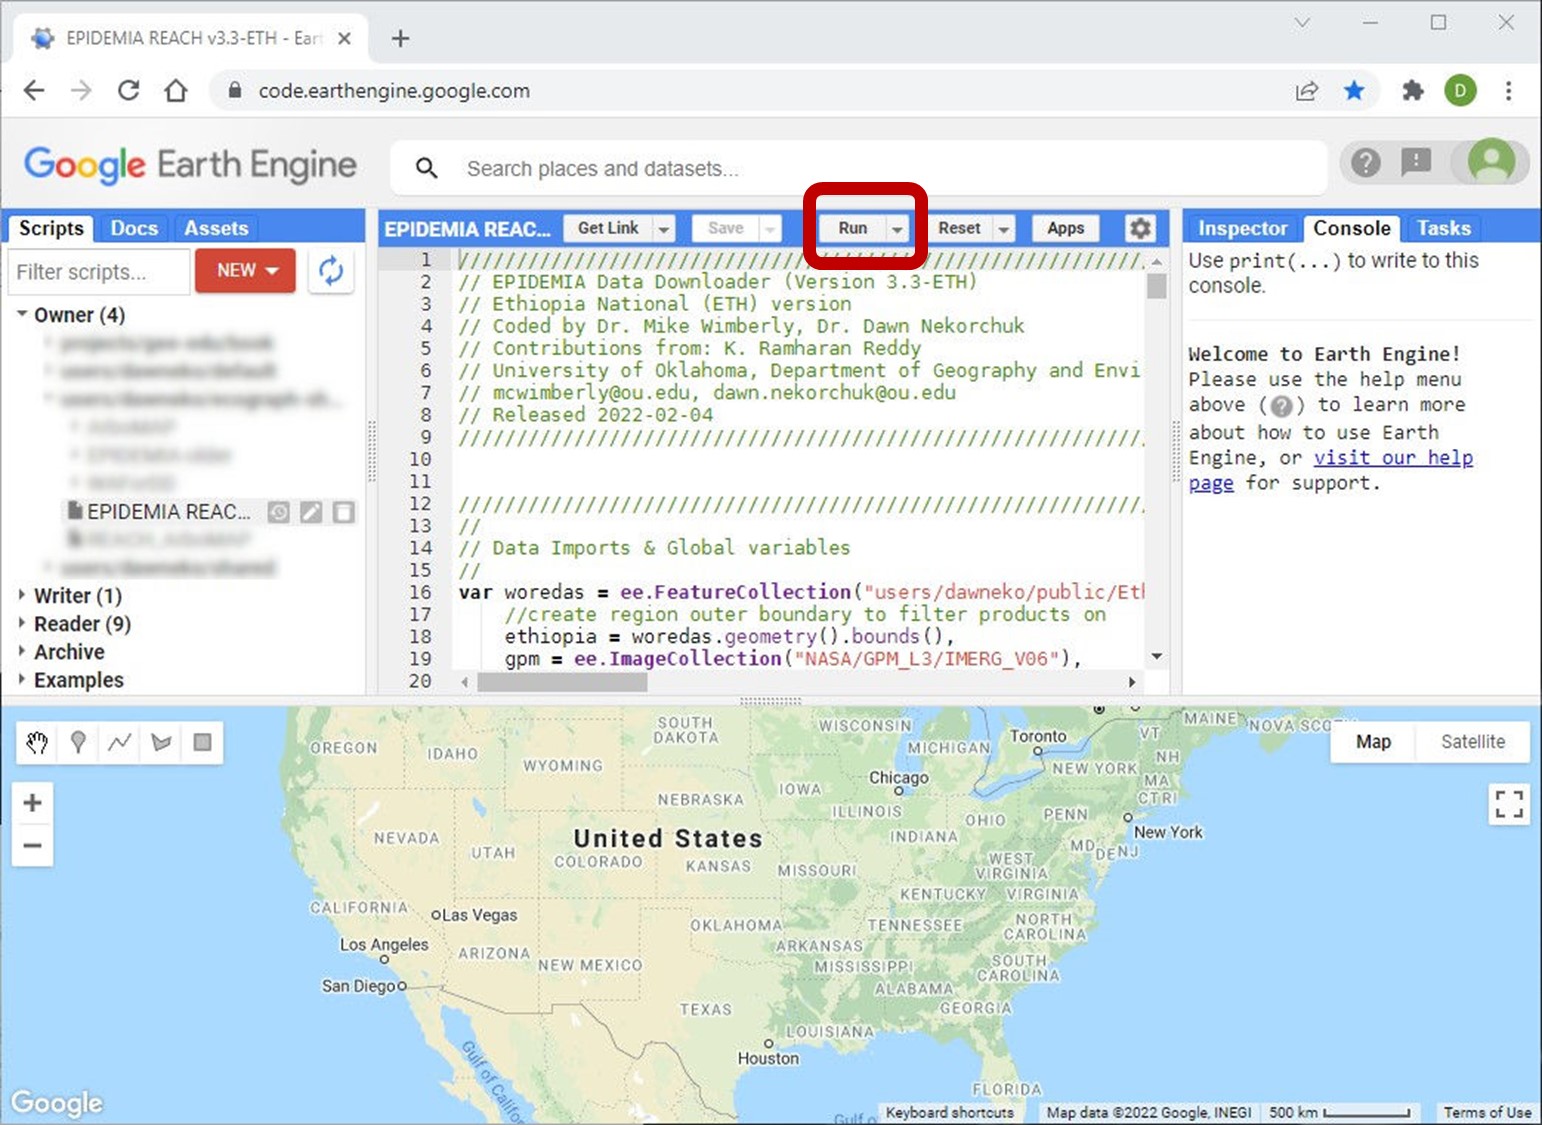 EPIDEMIA REACH v3.3-ETH - Ear
code.earthengine.google.com
D
Google Earth Engine
Search places and datasets...
Scripts Docs Assets
Filter scripts... NEW
Owner (4)
EPIDEMIA REAC...
Writer (1)
Reader (9)
Archive
Examples
EPIDEMIA REAC... Get Link Save Run Reset Apps
1 ////////////////////////////////////////////////////////////
2 // EPIDEMIA Data Downloader (Version 3.3-ETH)
3 // Ethiopia National (ETH) version
4 // Coded by Dr. Mike Wimberly, Dr. Dawn Nekorchuk
5 // Contributions from: K. Ramharan Reddy
6 // University of Oklahoma, Department of Geography and Envi
7 // mcwimberly@ou.edu, dawn.nekorchuk@ou.edu
8 // Released 2022-02-04
9 ////////////////////////////////////////////////////////////
10
11
12 ////////////////////////////////////////////////////////////
13 //
14 // Data Imports & Global variables
15 //
16 var woredas = ee.FeatureCollection("users/dawneko/public/Eth
17 //create region outer boundary to filter products on
18 ethiopia = woredas.geometry().bounds(),
19 gpm = ee.ImageCollection("NASA/GPM_L3/IMERG_V06"),
20
Inspector Console Tasks
Use print(...) to write to this
console.
Welcome to Earth Engine!
Please use the help menu
above (?) to learn more
about how to use Earth
Engine, or visit our help
page for support.
Map Satellite
OREGON
IDAHO
WYOMING
SOUTH
DAKOTA
WISCONSIN
MICHIGAN
Toronto
VT
MAINE
NOVA SCO
NH
NEW YORK
MA
CT RI
Chicago
IOWA
NEBRASKA
ILLINOIS
INDIANA
OHIO
PENN
New York
NEVADA
UTAH
United States
COLORADO
KANSAS
MISSOURI
WEST
VIRGINIA
MD
DE NJ
KENTUCKY
VIRGINIA
CALIFORNIA
Las Vegas
Los Angeles
ARIZONA
NEW MEXICO
OKLAHOMA
ARKANSAS
TENNESSEE
NORTH
CAROLINA
MISSISSIPPI
SOUTH
CAROLINA
San Diego
ALABAMA
TEXAS
GEORGIA
LOUISIANA
Houston
FLORIDA
Gulf of Califor
Gulf o
Google
Keyboard shortcuts Map data ©2022 Google, INEGI 500 km Terms of Use